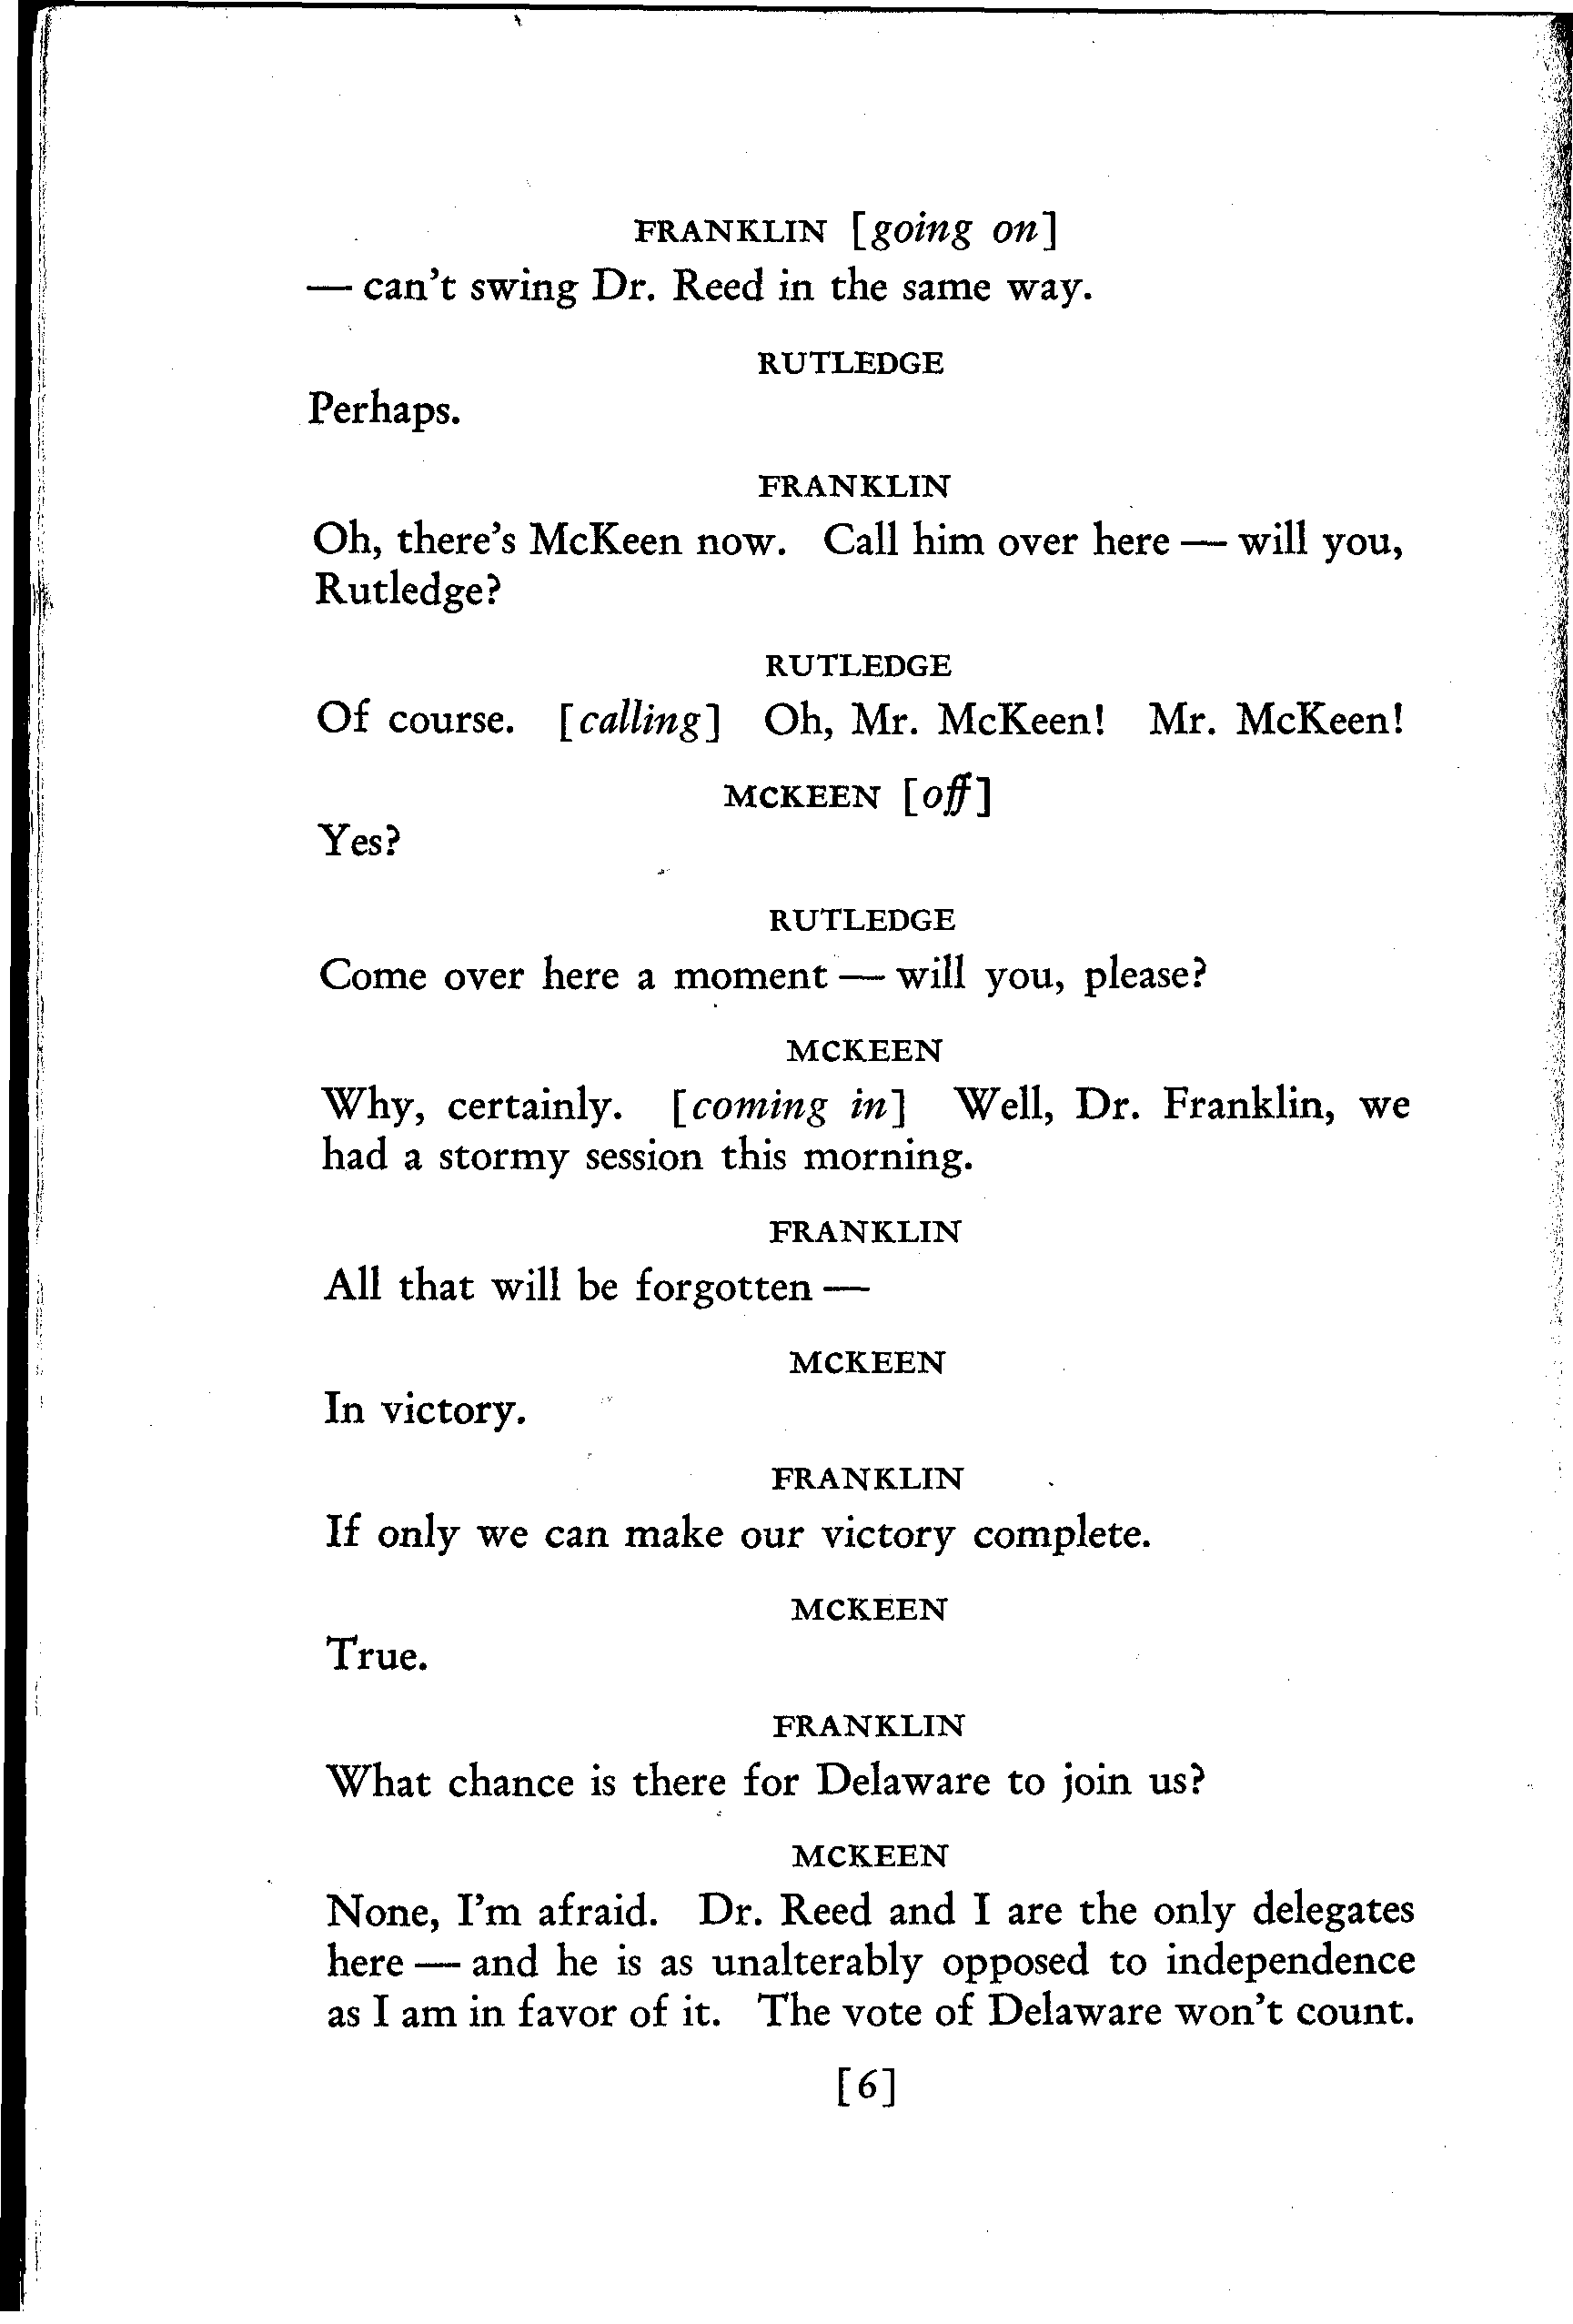 FRANKLIN [going on]
— can't swing Dr. Reed in the same way.
RUTLEDGE
Perhaps.
FRANKLIN
Oh, there's McKeen now. Call him over here — will you,
Rutledge?
RUTLEDGE
Of course. [calling] Oh, Mr. McKeen! Mr. McKeen!
MCKEEN [off]
Yes?
RUTLEDGE
Come over here a moment — will you, please?
MCKEEN
Why, certainly. [coming in] Well, Dr. Franklin, we
had a stormy session this morning.
FRANKLIN
All that will be forgotten —
MCKEEN
In victory.
FRANKLIN
If only we can make our victory complete.
MCKEEN
True.
FRANKLIN
What chance is there for Delaware to join us?
MCKEEN
None, I'm afraid. Dr. Reed and I are the only delegates
here — and he is as unalterably opposed to independence
as I am in favor of it. The vote of Delaware won't count.
[6]